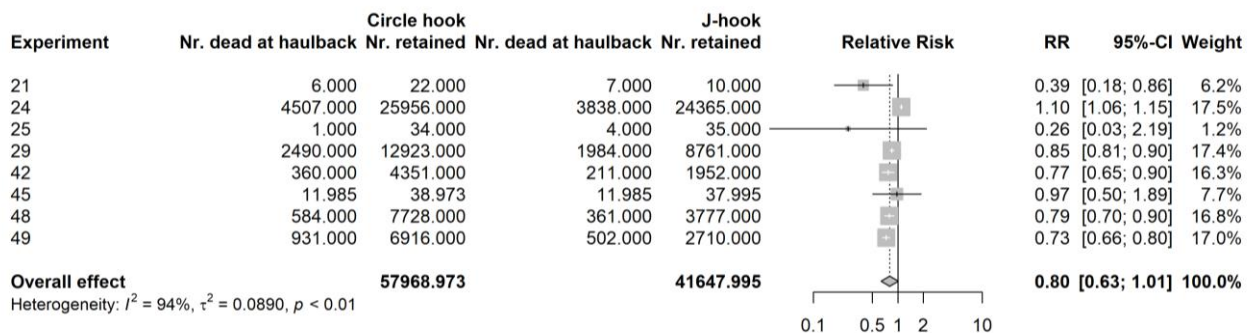 Circle hook J-hook
Experiment Nr. dead at haulback Nr. retained Nr. dead at haulback Nr. retained Relative Risk RR 95%-CI Weight
21 6.000 22.000 7.000 10.000 0.39 [0.18; 0.86] 6.2%
24 4507.000 25956.000 3838.000 24365.000 1.10 [1.06; 1.15] 17.5%
25 1.000 34.000 4.000 35.000 0.26 [0.03; 2.19] 1.2%
29 2490.000 12923.000 1984.000 8761.000 0.85 [0.81; 0.90] 17.4%
42 360.000 4351.000 211.000 1952.000 0.77 [0.65; 0.90] 16.3%
45 11.985 38.973 11.985 37.995 0.97 [0.50; 1.89] 7.7%
48 584.000 7728.000 361.000 3777.000 0.79 [0.70; 0.90] 16.8%
49 931.000 6916.000 502.000 2710.000 0.73 [0.66; 0.80] 17.0%
Overall effect 57968.973 41647.995 0.80 [0.63; 1.01] 100.0%
Heterogeneity: I² = 94%, τ² = 0.0890, p < 0.01
0.1 0.5 1 2 10